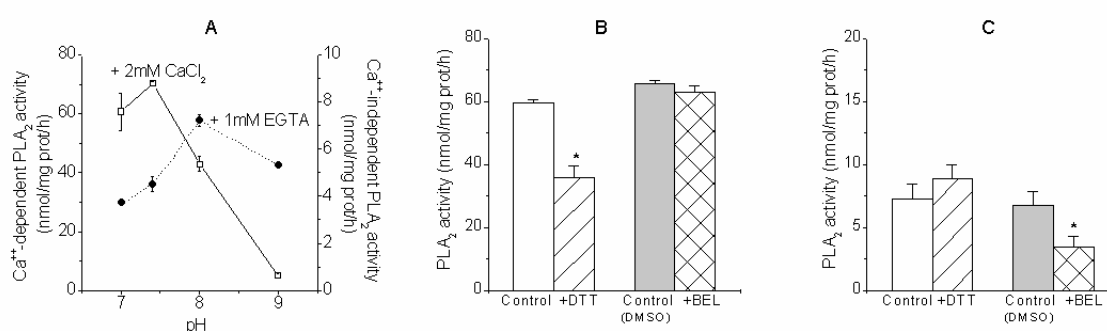 A
Ca++-dependent PLA2 activity
(nmol/mg prot/h)
80
60
40
20
0
+ 2mM CaCl2
+ 1mM EGTA
7
8
9
pH
10
8
6
4
2
0
Ca++-independent PLA2 activity
(nmol/mg prot/h)
B
PLA2 activity (nmol/mg prot/h)
80
60
40
20
0
*
Control +DTT Control +BEL
(DMSO)
C
PLA2 activity (nmol/mg prot/h)
20
15
10
5
0
*
Control +DTT Control +BEL
(DMSO)